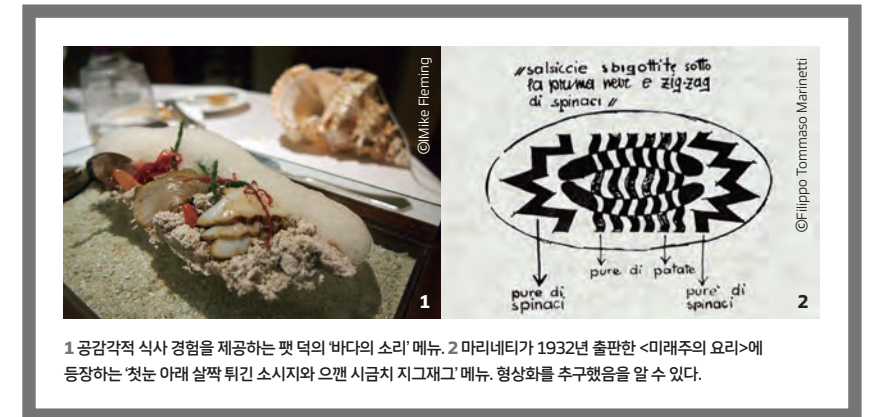 ©Mike Fleming
1
//salsiccie sbigottite sotto
la prima neve e zig-zag
di spinaci//
pure di patate
pure di
spinaci
pure di
spinaci
©Filippo Tommaso Marinetti
2
1 공감각적 식사 경험을 제공하는 팻 덕의 '바다의 소리' 메뉴. 2 마리네티가 1932년 출판한 <미래주의 요리>에
등장하는 '첫눈 아래 살짝 튀긴 소시지와 으깬 시금치 지그재그' 메뉴. 형상화를 추구했음을 알 수 있다.